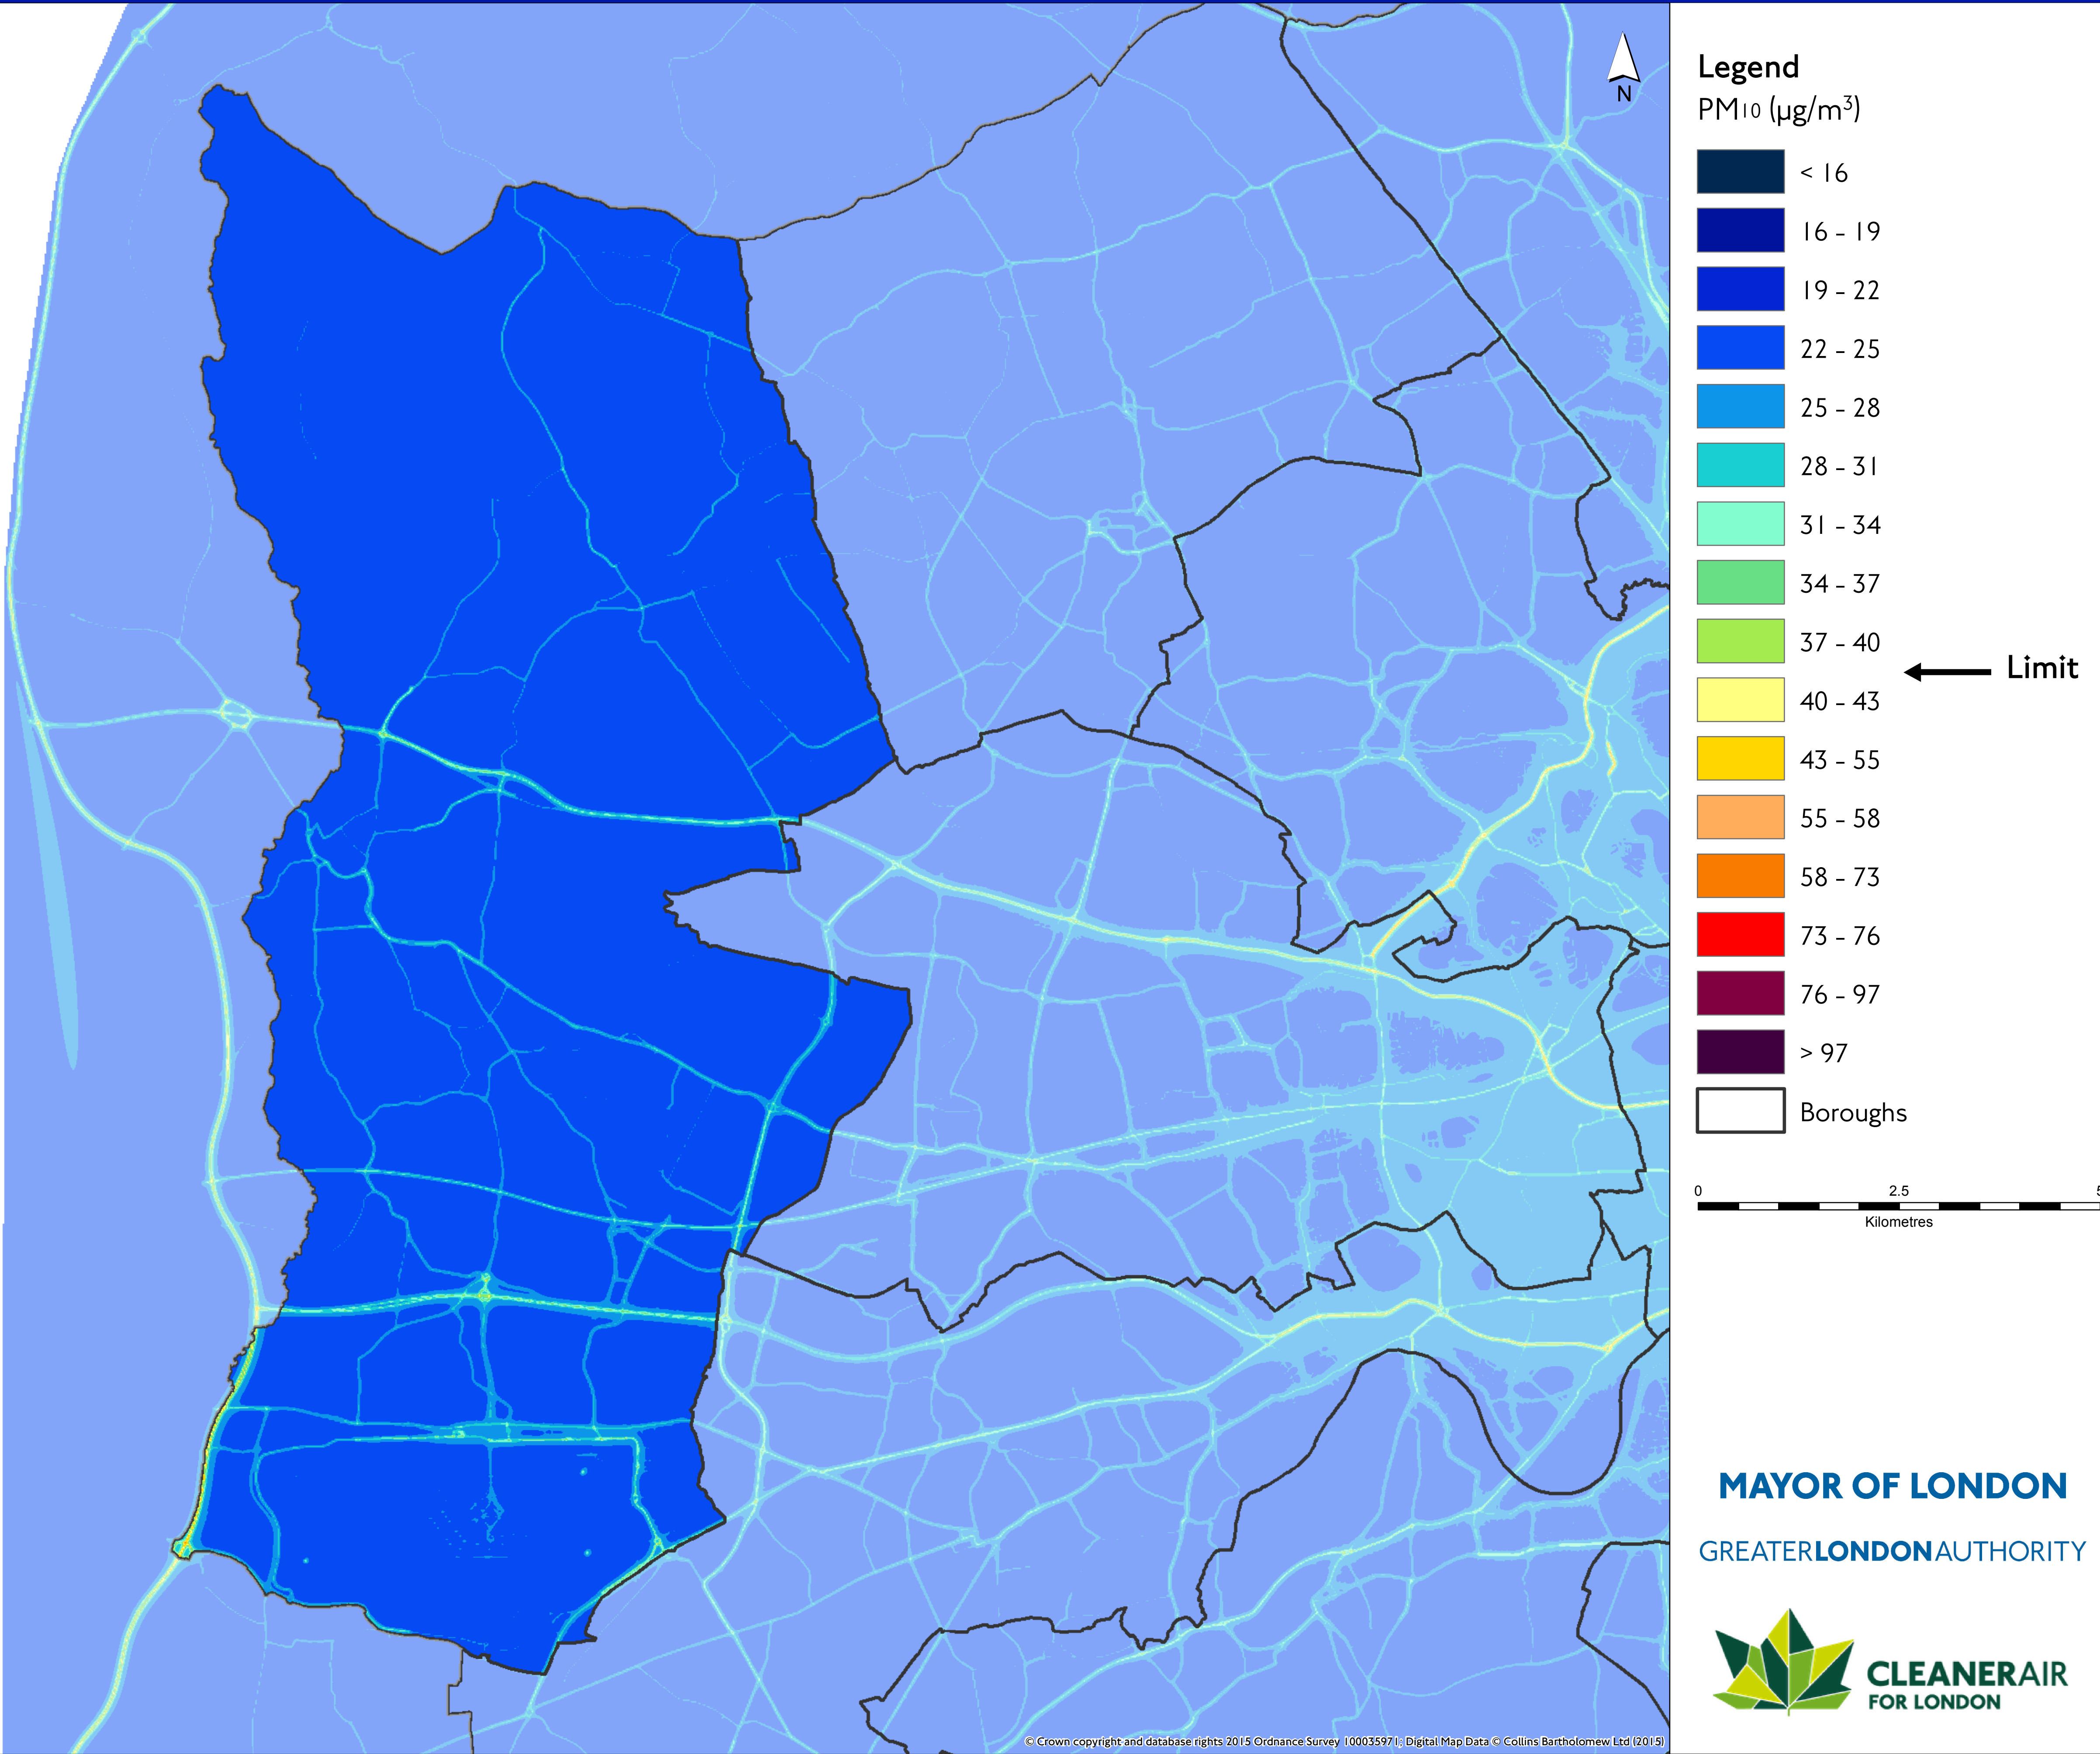 N
Legend
PM10 (µg/m³)
< 16
16 - 19
19 - 22
22 - 25
25 - 28
28 - 31
31 - 34
34 - 37
37 - 40
Limit
40 - 43
43 - 55
55 - 58
58 - 73
73 - 76
76 - 97
> 97
Boroughs
0 2.5 5
Kilometres
MAYOR OF LONDON
GREATERLONDONAUTHORITY
CLEANERAIR
FOR LONDON
© Crown copyright and database rights 2015 Ordnance Survey 100035971; Digital Map Data © Collins Bartholomew Ltd (2015)